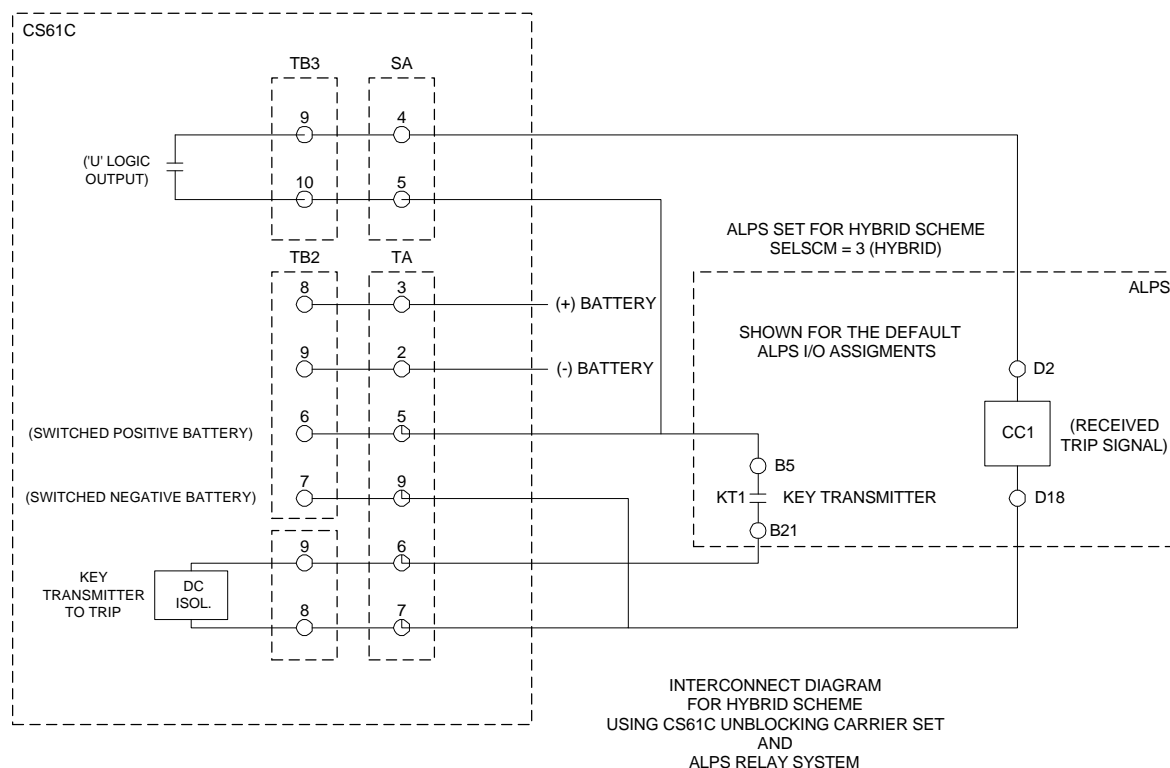 CS61C
TB3
SA
9
4
('U' LOGIC
OUTPUT)
10
5
ALPS SET FOR HYBRID SCHEME
SELSCM = 3 (HYBRID)
TB2
TA
8
3
(+) BATTERY
ALPS
SHOWN FOR THE DEFAULT
ALPS I/O ASSIGMENTS
9
2
(-) BATTERY
D2
6
5
(SWITCHED POSITIVE BATTERY)
CC1
(RECEIVED
TRIP SIGNAL)
B5
7
9
(SWITCHED NEGATIVE BATTERY)
KT1
KEY TRANSMITTER
D18
B21
9
6
KEY
TRANSMITTER
TO TRIP
DC
ISOL.
8
7
INTERCONNECT DIAGRAM
FOR HYBRID SCHEME
USING CS61C UNBLOCKING CARRIER SET
AND
ALPS RELAY SYSTEM